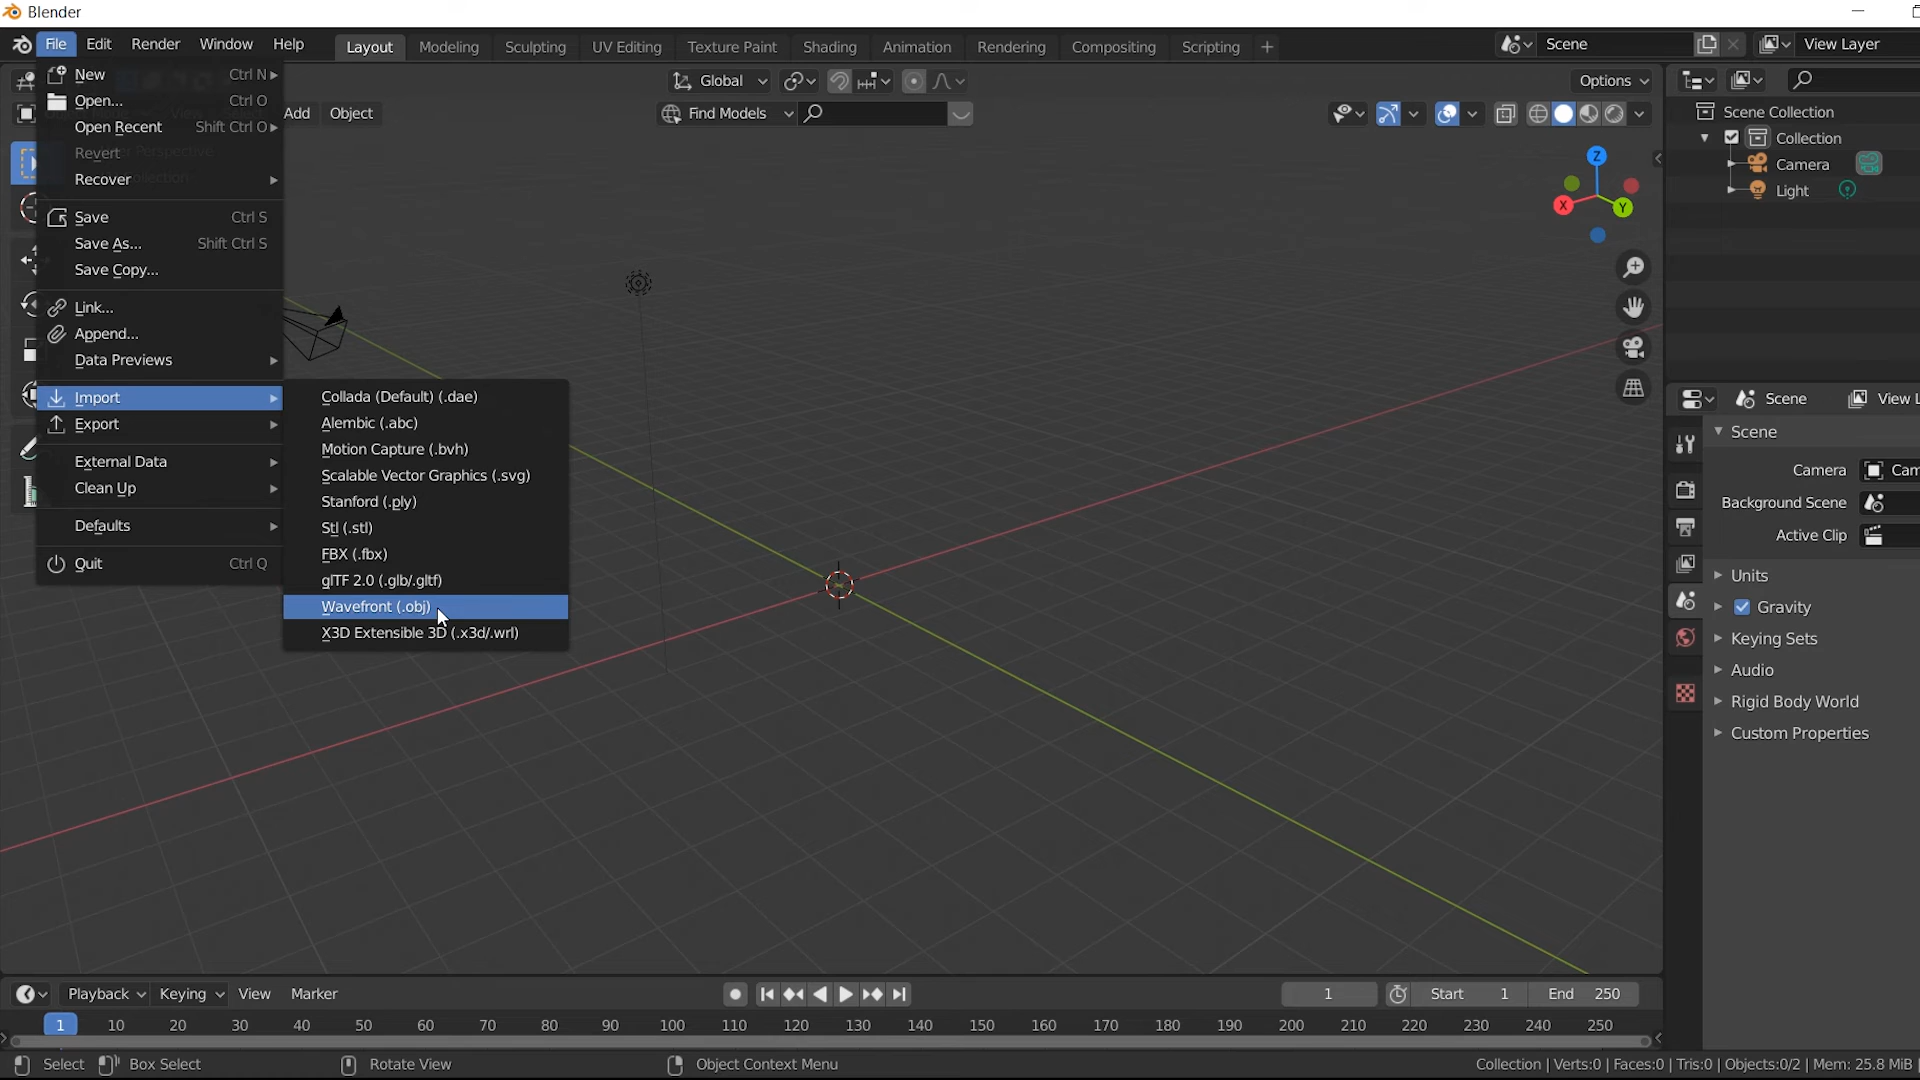 Blender
File Edit Render Window Help Layout Modeling Sculpting UV Editing Texture Paint Shading Animation Rendering Compositing Scripting + Scene View Layer
Global Options
Add Object Find Models
New Ctrl N
Open... Ctrl O
Open Recent Shift Ctrl O
Revert
Recover
Save Ctrl S
Save As... Shift Ctrl S
Save Copy...
Link...
Append...
Data Previews
Import
Export
External Data
Clean Up
Defaults
Quit Ctrl Q
Collada (Default) (.dae)
Alembic (.abc)
Motion Capture (.bvh)
Scalable Vector Graphics (.svg)
Stanford (.ply)
Stl (.stl)
FBX (.fbx)
glTF 2.0 (.glb/.gltf)
Wavefront (.obj)
X3D Extensible 3D (.x3d/.wrl)
Z
X
Y
Scene Collection
Collection
Camera
Light
Scene View L
Scene
Camera Cam
Background Scene
Active Clip
Units
Gravity
Keying Sets
Audio
Rigid Body World
Custom Properties
Playback Keying View Marker 1 Start 1 End 250
1 10 20 30 40 50 60 70 80 90 100 110 120 130 140 150 160 170 180 190 200 210 220 230 240 250
Select Box Select Rotate View Object Context Menu Collection | Verts:0 | Faces:0 | Tris:0 | Objects:0/2 | Mem: 25.8 MiB |